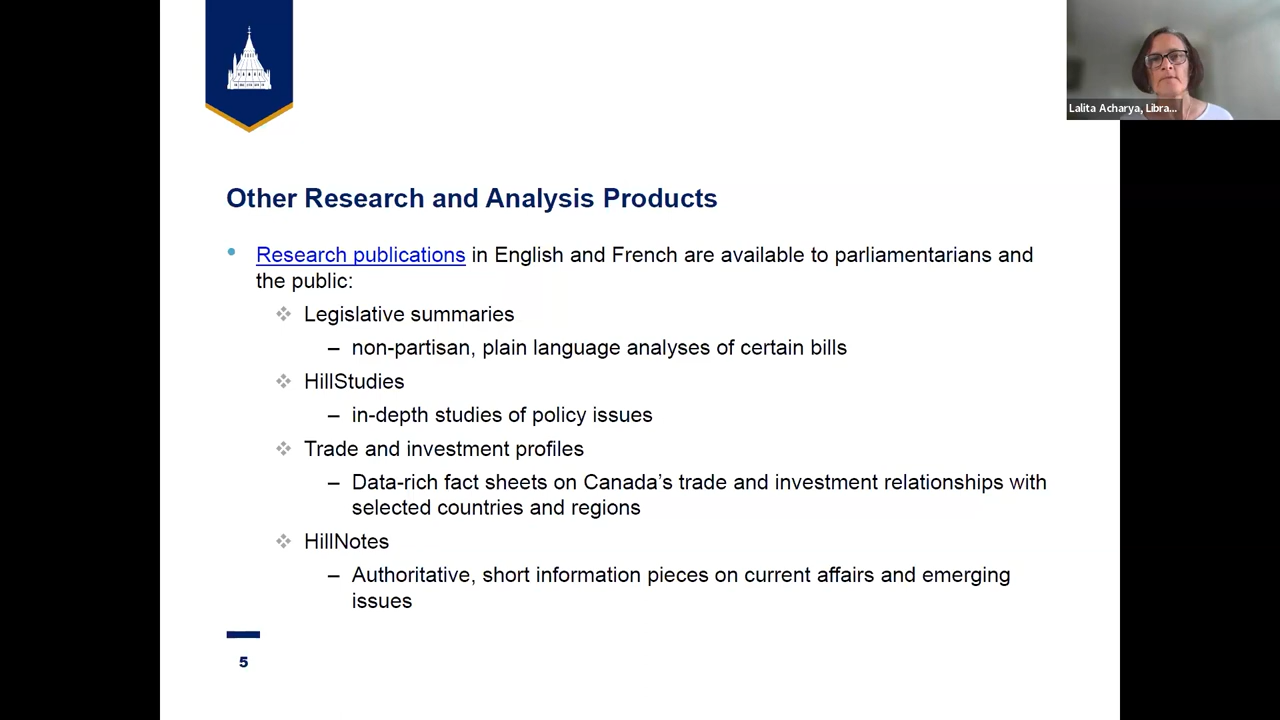 Lalita Acharya, Libra...
Other Research and Analysis Products
• Research publications in English and French are available to parliamentarians and
the public:
❖ Legislative summaries
– non-partisan, plain language analyses of certain bills
❖ HillStudies
– in-depth studies of policy issues
❖ Trade and investment profiles
– Data-rich fact sheets on Canada's trade and investment relationships with
selected countries and regions
❖ HillNotes
– Authoritative, short information pieces on current affairs and emerging
issues
5